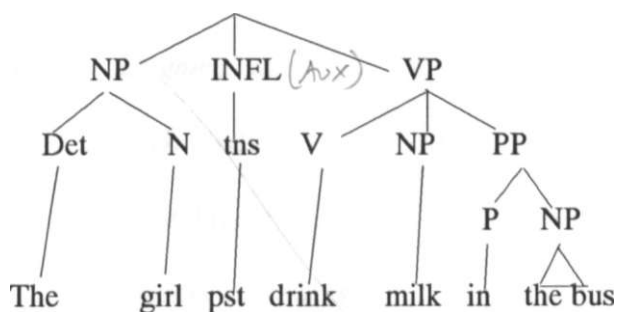 NP INFL (AUX) VP
Det N tns V NP PP
P NP
The girl pst drink milk in the bus